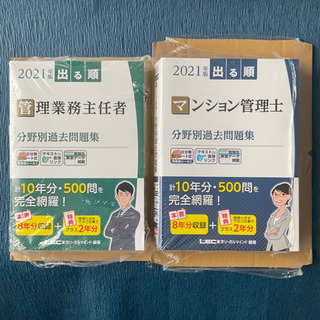 2021年版 出る順
管理業務主任者
分野別過去問題集
計10年分・500問を
完全網羅！
本書
8年分収録
+
特典
プラス2年分
LEC東京リーガルマインド 編著
2021年版 出る順
マンション管理士
分野別過去問題集
計10年分・500問を
完全網羅！
本書
8年分収録
+
特典
プラス2年分
LEC東京リーガルマインド 編著